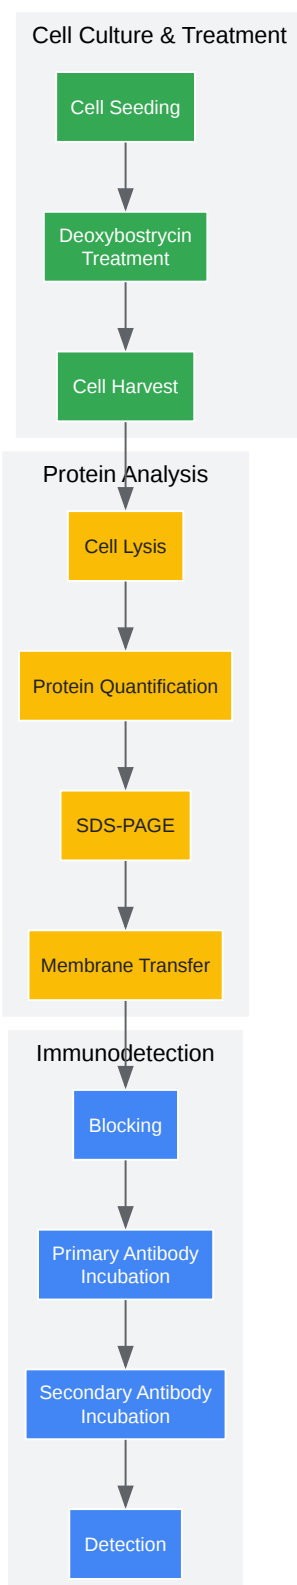 Cell Culture & Treatment
Cell Seeding
Deoxybostrycin
Treatment
Cell Harvest
Protein Analysis
Cell Lysis
Protein Quantification
SDS-PAGE
Membrane Transfer
Immunodetection
Blocking
Primary Antibody
Incubation
Secondary Antibody
Incubation
Detection